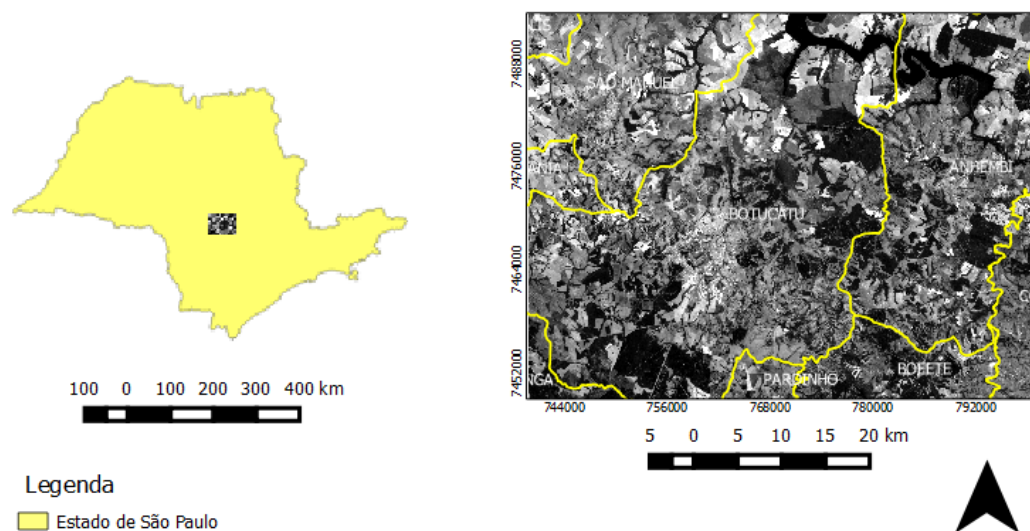 100 0 100 200 300 400 km
Legenda
Estado de São Paulo
7488000
7476000
7464000
7452000
SÃO MANUEL
ANHEMBI
BOTUCATU
BOFETE
PARDINHO
744000 756000 768000 780000 792000
5 0 5 10 15 20 km